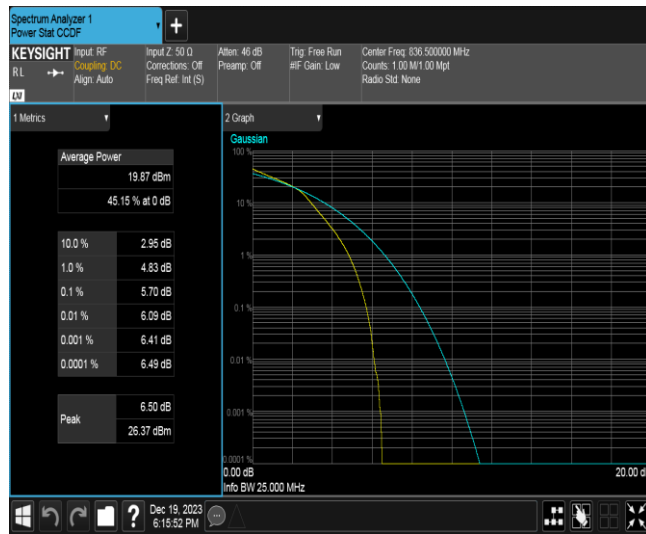 Spectrum Analyzer 1
Power Stat CCDF
KEYSIGHT
RL
LXI
Input: RF
Coupling: DC
Align: Auto
Input Z: 50 Ω
Corrections: Off
Freq Ref: Int (S)
Atten: 46 dB
Preamp: Off
Trig: Free Run
#IF Gain: Low
Center Freq: 836.500000 MHz
Counts: 1.00 M/1.00 Mpt
Radio Std: None
1 Metrics
Average Power
19.87 dBm
45.15 % at 0 dB
10.0 % 2.95 dB
1.0 % 4.83 dB
0.1 % 5.70 dB
0.01 % 6.09 dB
0.001 % 6.41 dB
0.0001 % 6.49 dB
Peak
6.50 dB
26.37 dBm
2 Graph
Gaussian
100 %
10 %
1 %
0.1 %
0.01 %
0.001 %
0.0001 %
0.00 dB
20.00 d
Info BW 25.000 MHz
?
Dec 19, 2023
6:15:52 PM